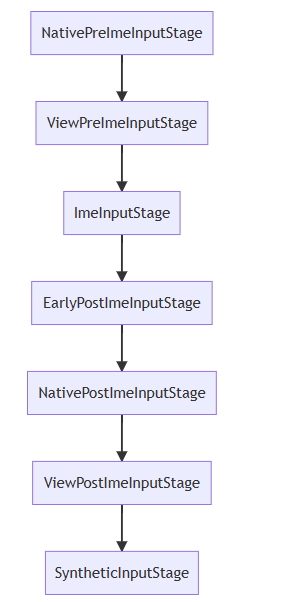 NativePreImeInputStage
ViewPreImeInputStage
ImeInputStage
EarlyPostImeInputStage
NativePostImeInputStage
ViewPostImeInputStage
SyntheticInputStage